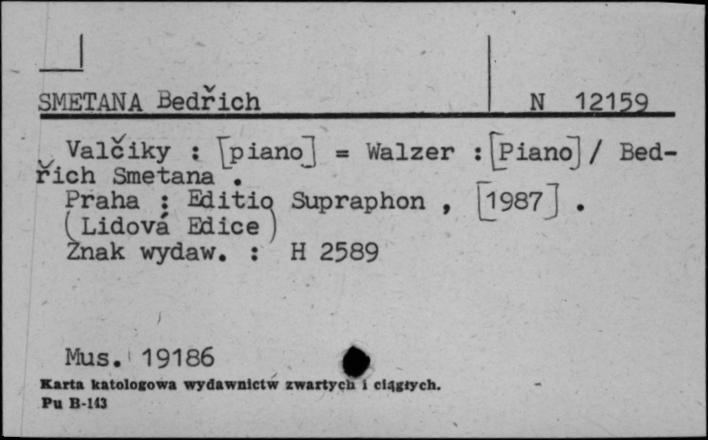 SMETANA Bedřich N 12159
Valčiky : [piano] = Walzer :[Piano]/ Bed-
řich Smetana .
Praha : Editio Supraphon , [1987] .
(Lidová Edice)
Znak wydaw. : H 2589
Mus. 19186
Karta katologowa wydawnictw zwartych i ciągłych.
Pu B-143